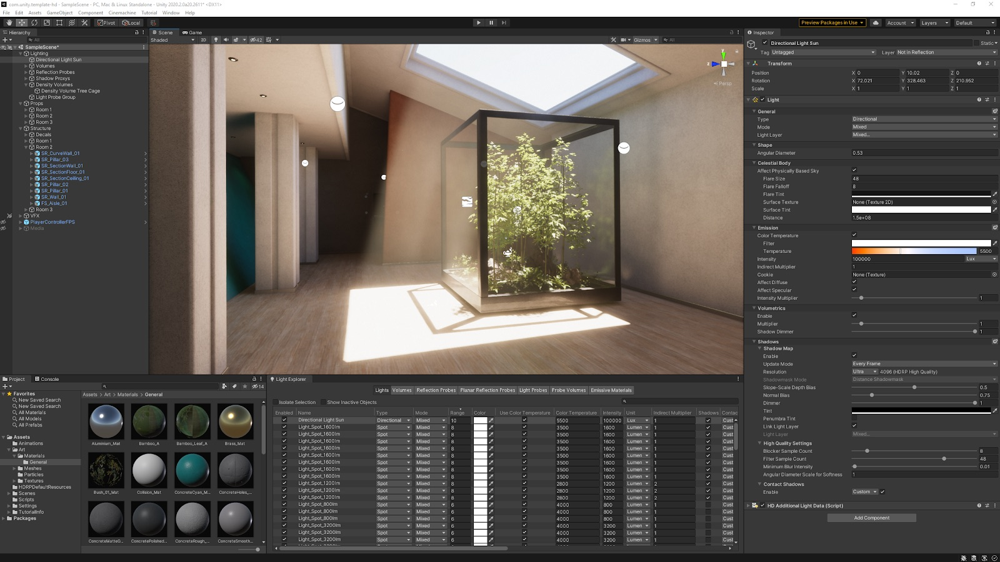 com.unity.template-hd - SampleScene - PC, Mac & Linux Standalone - Unity 2020.2.0a20.2611* <DX11>
File Edit Assets GameObject Component Cinemachine Tutorial Window Help
Pivot Local
Preview Packages in Use
Account
Layers
Default
Hierarchy
All
SampleScene*
Lighting
Directional Light Sun
Volumes
Reflection Probes
Shadow Proxys
Density Volumes
Density Volume Tree Cage
Light Probe Group
Props
Room 1
Room 2
Room 3
Structure
Decals
Room 1
Room 2
SR_CurveWall_01
SR_Pillar_03
SR_SectionWall_01
SR_SectionFloor_01
SR_SectionCeiling_01
SR_Pillar_02
SR_Pillar_01
SR_Wall_01
FS_Aisle_01
Room 3
VFX
PlayerControllerFPS
Media
Scene Game
Shaded 2D 42 Gizmos All
y
z
Persp
Inspector
Directional Light Sun Static
Tag Untagged Layer Not in Reflection
Transform
Position X 0 Y 10.02 Z 0
Rotation X 72.021 Y 328.463 Z 210.952
Scale X 1 Y 1 Z 1
Light
General
Type Directional
Mode Mixed
Light Layer Mixed...
Shape
Angular Diameter 0.53
Celestial Body
Affect Physically Based Sky
Flare Size 48
Flare Falloff 8
Flare Tint
Surface Texture None (Texture 2D)
Surface Tint
Distance 1.5e+08
Emission
Color Temperature
Filter
Temperature 5500
Intensity 100000 Lux
Indirect Multiplier 1
Cookie None (Texture)
Affect Diffuse
Affect Specular
Intensity Multiplier 1
Volumetrics
Enable
Multiplier 1
Shadow Dimmer 1
Shadows
Shadow Map
Enable
Update Mode Every Frame
Resolution Ultra 4096 (HDRP High Quality)
Shadowmask Mode Distance Shadowmask
Slope-Scale Depth Bias 0.5
Normal Bias 0.75
Dimmer 1
Tint
Penumbra Tint
Link Light Layer
Light Layer Mixed...
High Quality Settings
Blocker Sample Count 8
Filter Sample Count 48
Minimum Blur Intensity 0.01
Angular Diameter Scale for Softness 1
Contact Shadows
Enable Custom
HD Additional Light Data (Script)
Add Component
Project Console
14
Favorites
New Saved Search
New Saved Search
All Materials
All Models
All Prefabs
Assets
Animations
Art
Materials
General
Meshes
Particles
Textures
HDRPDefaultResources
Scenes
Scripts
Settings
TutorialInfo
Packages
Assets > Art > Materials > General
Aluminium_Mat Bamboo_A Bamboo_Leaf_A Brass_Mat
Bush_01_Mat Collision_Mat ConcreteCyan_M... ConcreteHoles_...
ConcreteMatteG... ConcretePolished... ConcreteRough_... ConcreteSmooth...
Light Explorer
Lights Volumes Reflection Probes Planar Reflection Probes Light Probes Probe Volumes Emissive Materials
Isolate Selection Show Inactive Objects
Enabled Name Type Mode Range Color Use Color Temperature Color Temperature Intensity Unit Indirect Multiplier Shadows Contac
Directional Light Sun Directional Mixed 10 5500 100000 Lux 1 Cust
Light_Spot_1600lm Spot Mixed 8 3500 1600 Lumen 1 Cust
Light_Spot_1600lm Spot Mixed 8 3500 1600 Lumen 1 Cust
Light_Spot_1600lm Spot Mixed 8 3500 1600 Lumen 1 Cust
Light_Spot_1600lm Spot Mixed 8 3500 1600 Lumen 1 Cust
Light_Spot_1600lm Spot Mixed 8 3500 1600 Lumen 1 Cust
Light_Spot_1600lm Spot Mixed 8 3500 1600 Lumen 1 Cust
Light_Spot_1600lm Spot Mixed 8 3500 1600 Lumen 1 Cust
Light_Spot_1600lm Spot Mixed 8 3500 1600 Lumen 1 Cust
Light_Spot_1200lm Spot Mixed 8 2800 1200 Lumen 2 Cust
Light_Spot_1200lm Spot Mixed 8 2800 1200 Lumen 2 Cust
Light_Spot_1200lm Spot Mixed 8 2800 1200 Lumen 2 Cust
Light_Spot_800lm Spot Mixed 6 4000 800 Lumen 1 Cust
Light_Spot_800lm Spot Mixed 6 4000 800 Lumen 1 Cust
Light_Spot_800lm Spot Mixed 6 4000 800 Lumen 1 Cust
Light_Spot_3200lm Spot Mixed 6 4000 3200 Lumen 1 Cust
Light_Spot_3200lm Spot Mixed 6 4000 3200 Lumen 1 Cust
Light_Spot_3200lm Spot Mixed 6 4000 3200 Lumen 1 Cust